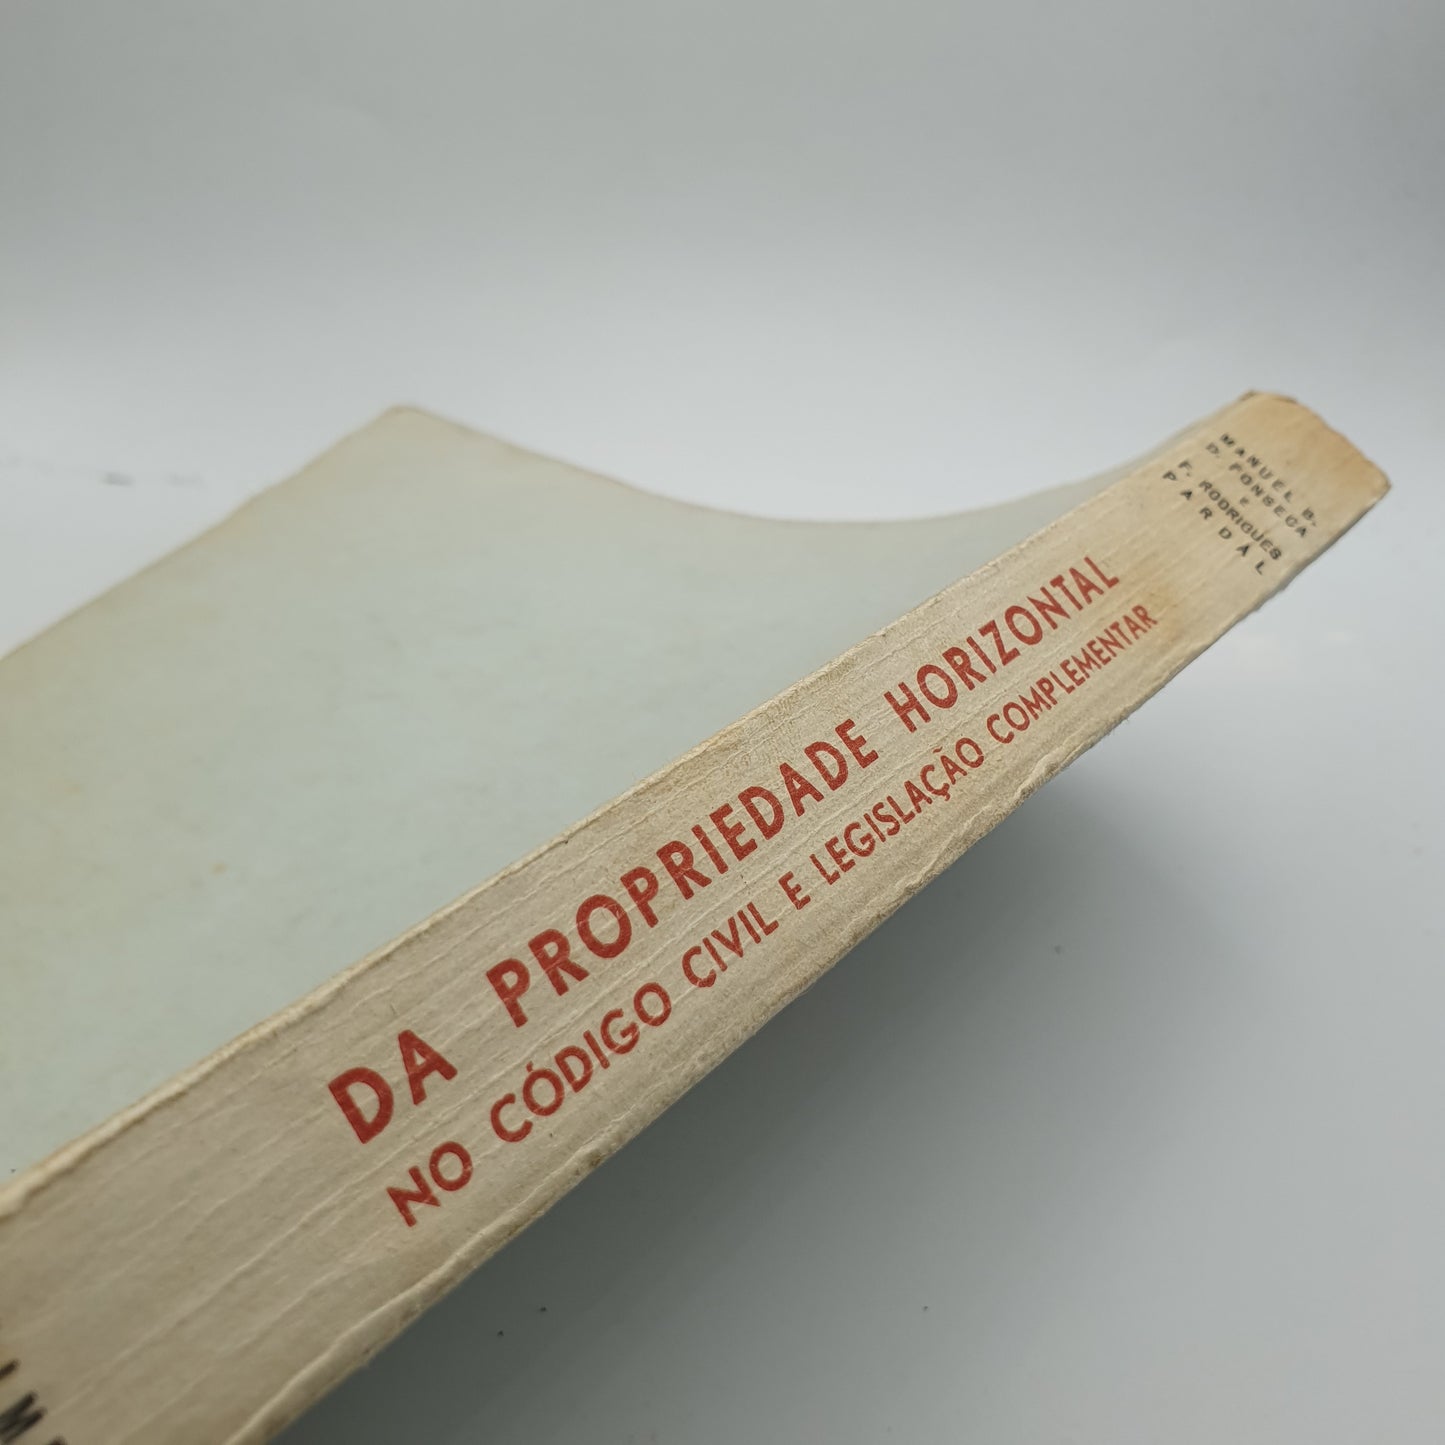 MANUEL B.
D. FONSECA
E
F. RODRIGUES
PARDAL
DA PROPRIEDADE HORIZONTAL
NO CÓDIGO CIVIL E LEGISLAÇÃO COMPLEMENTAR